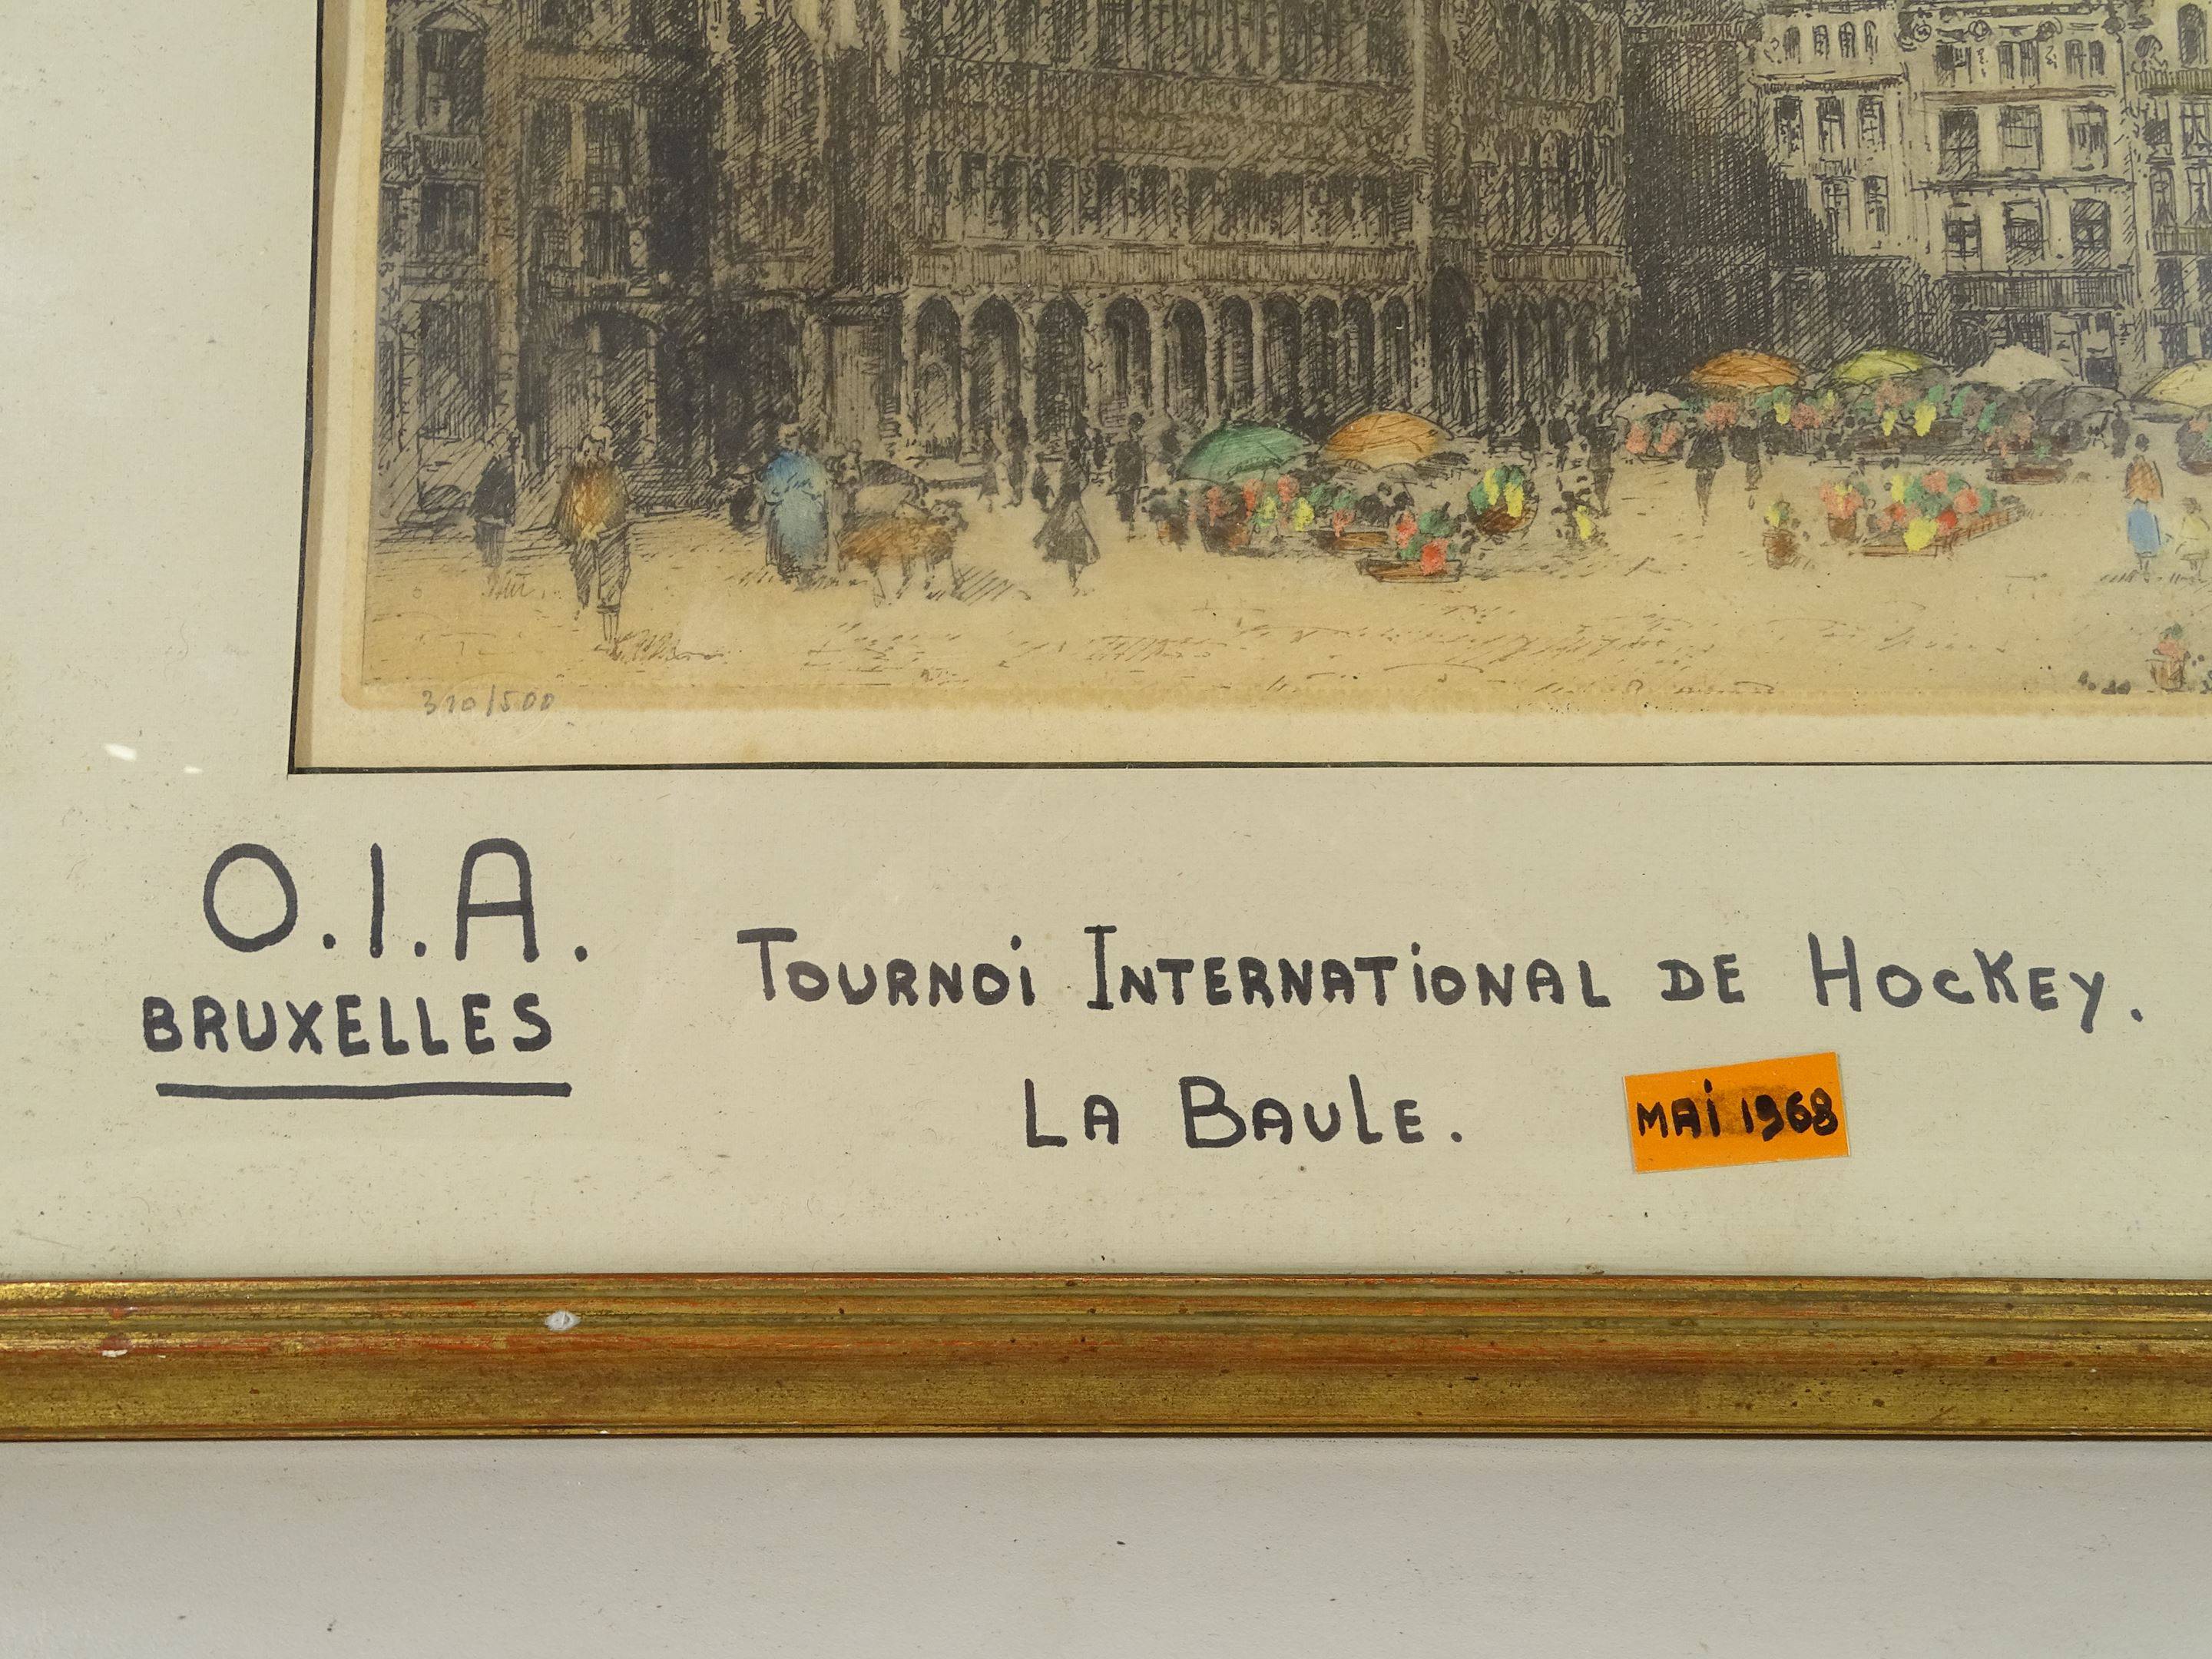 310/500
O.I.A.
BRUXELLES
TOURNOi INTERNATiONAL DE HOCKEY.
LA BAULE.
MAi 1968